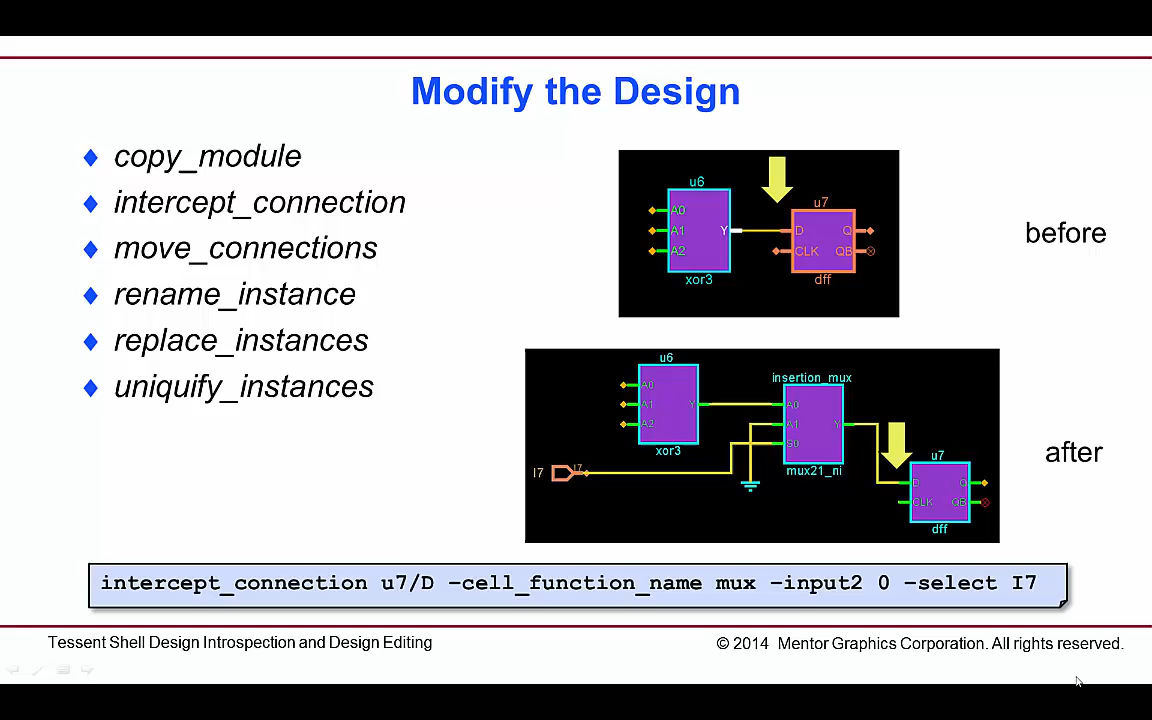 Modify the Design
copy_module
intercept_connection
move_connections
rename_instance
replace_instances
uniquify_instances
u6
A0
A1
A2
Y
xor3
u7
D
CLK
Q
QB
dff
before
u6
A0
A1
A2
Y
xor3
I7
I7
insertion_mux
A0
A1
S0
Y
mux21_ni
u7
D
CLK
Q
QB
dff
after
intercept_connection u7/D –cell_function_name mux –input2 0 –select I7
Tessent Shell Design Introspection and Design Editing
© 2014 Mentor Graphics Corporation. All rights reserved.